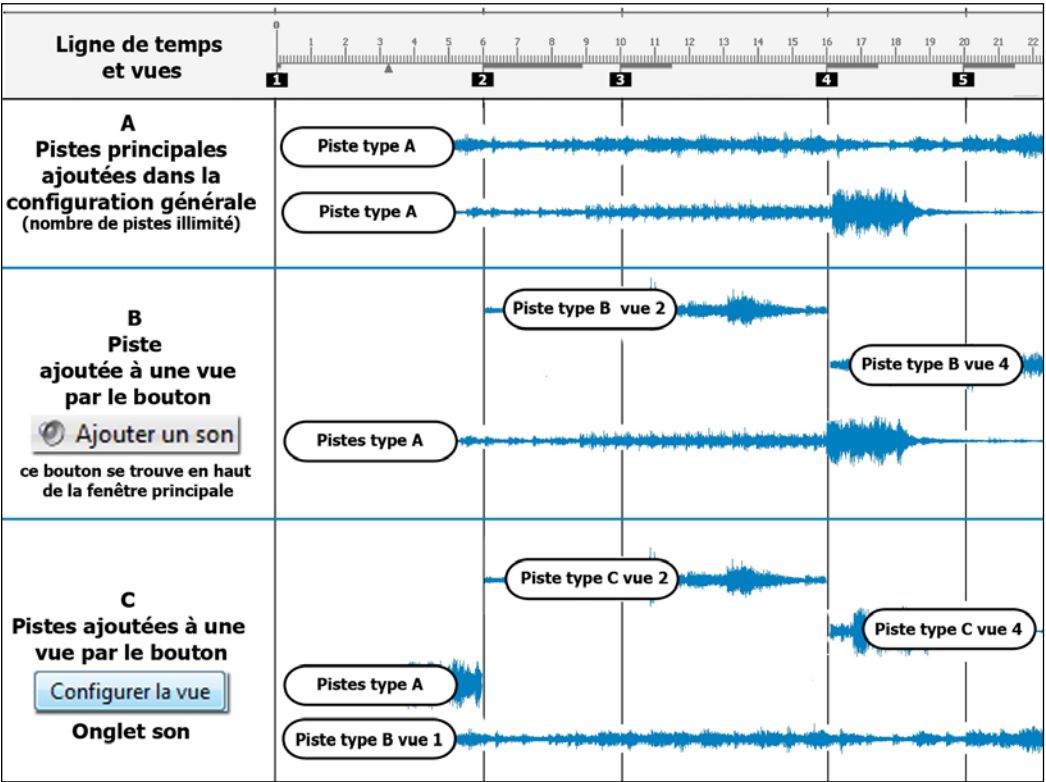 Ligne de temps
et vues
0
1 2 3 4 5 6 7 8 9 10 11 12 13 14 15 16 17 18 19 20 21 22
1 2 3 4 5
A
Pistes principales
ajoutées dans la
configuration générale
(nombre de pistes illimité)
Piste type A
Piste type A
B
Piste
ajoutée à une vue
par le bouton
Ajouter un son
ce bouton se trouve en haut
de la fenêtre principale
Piste type B vue 2
Piste type B vue 4
Pistes type A
C
Pistes ajoutées à une
vue par le bouton
Configurer la vue
Onglet son
Piste type C vue 2
Piste type C vue 4
Pistes type A
Piste type B vue 1